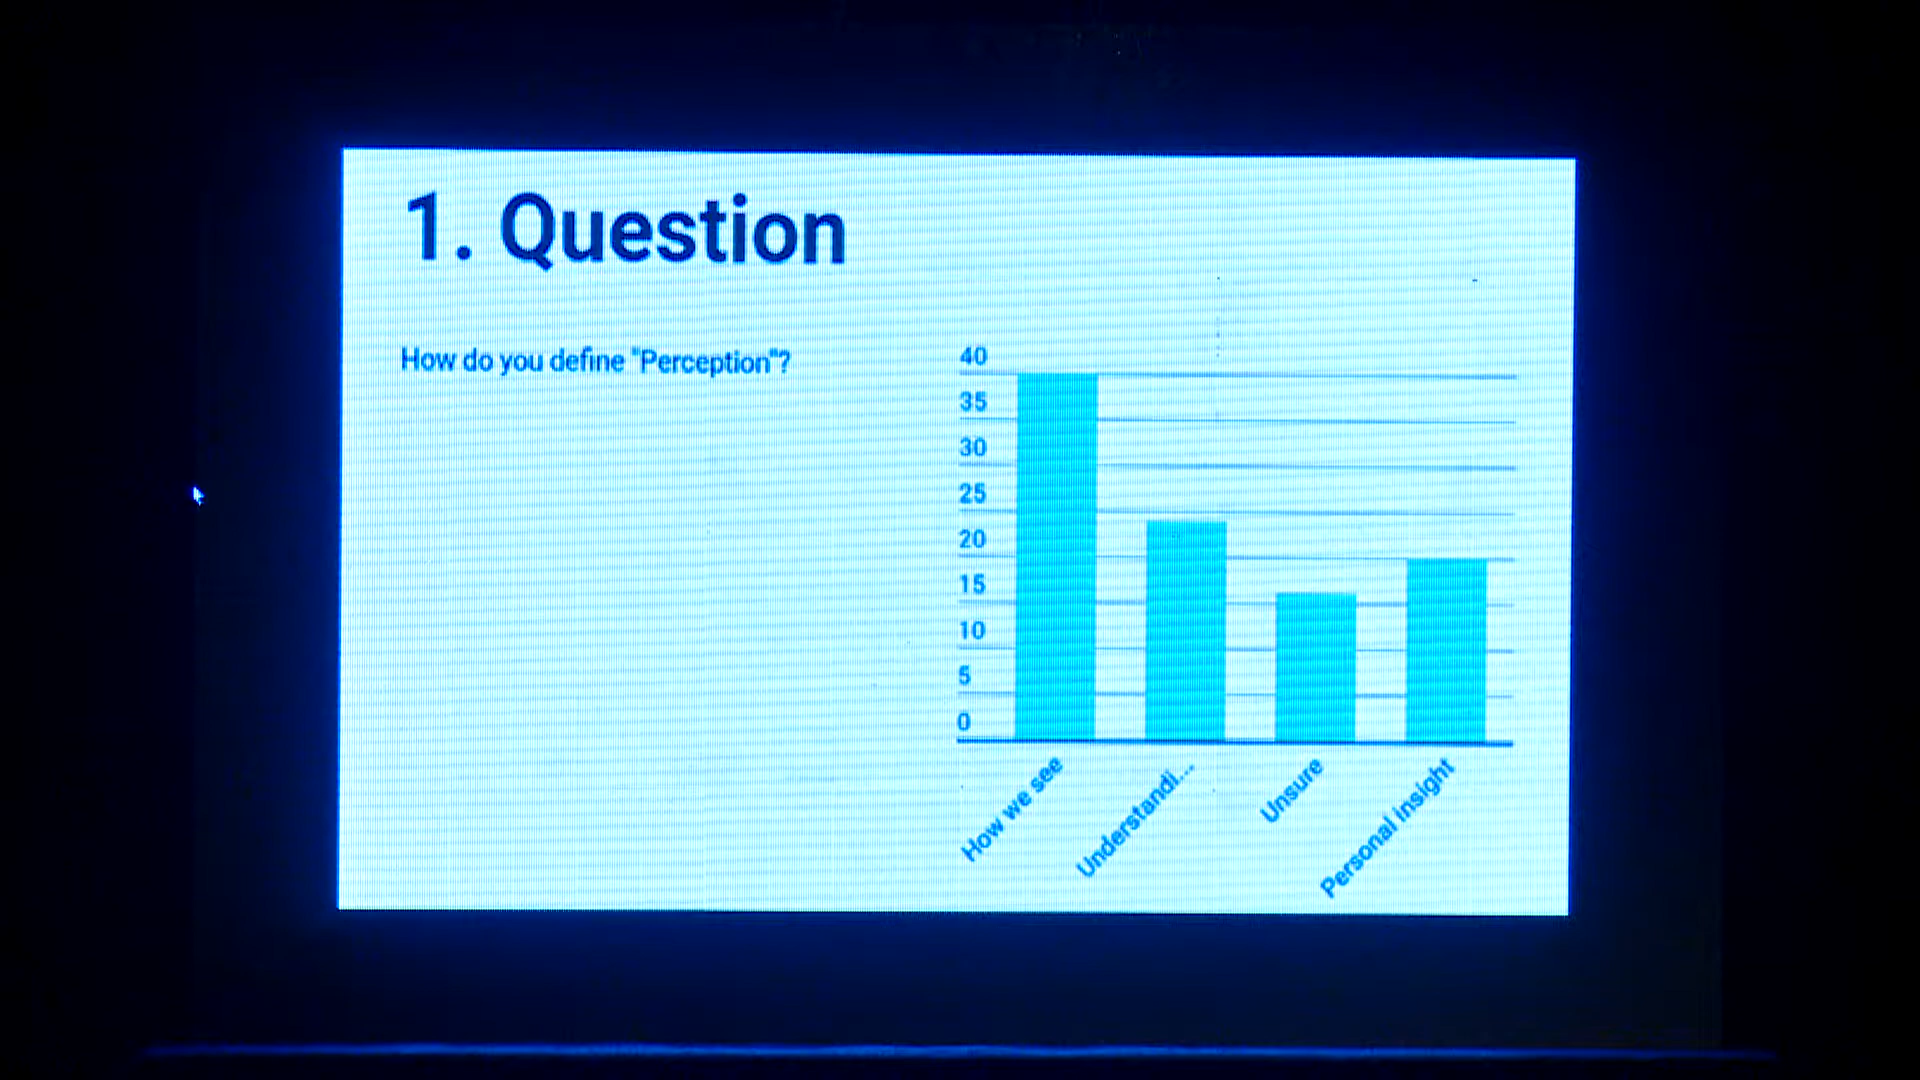 1. Question
How do you define "Perception"?
40
35
30
25
20
15
10
5
0
How we see
Understandi...
Unsure
Personal insight